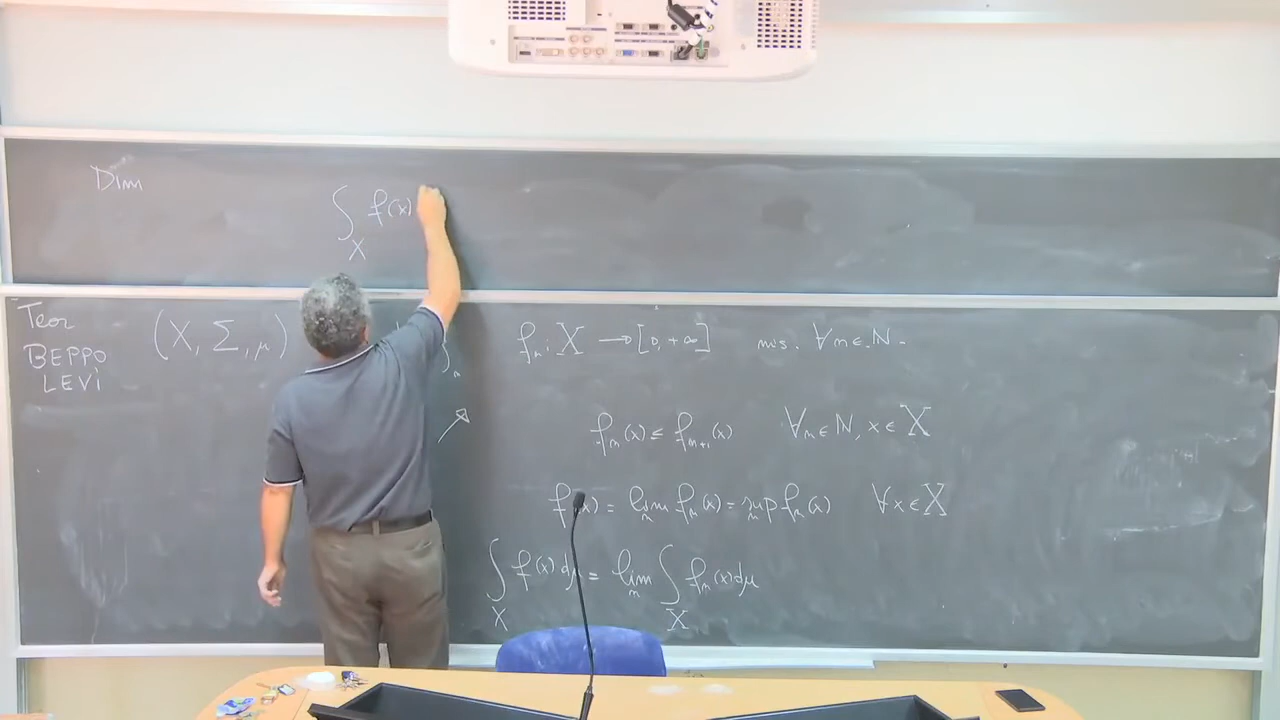 Dim
∫_X f(x)
Teor
BEPPO
LEVÌ
(X, Σ, μ)
f_n : X → [0, +∞] mis. ∀n∈N.
f_n(x) ≤ f_{n+1}(x) ∀n∈N, x∈X
f(x) = lim_n f_n(x) = sup_n f_n(x) ∀x∈X
∫_X f(x) dμ = lim_n ∫_X f_n(x) dμ